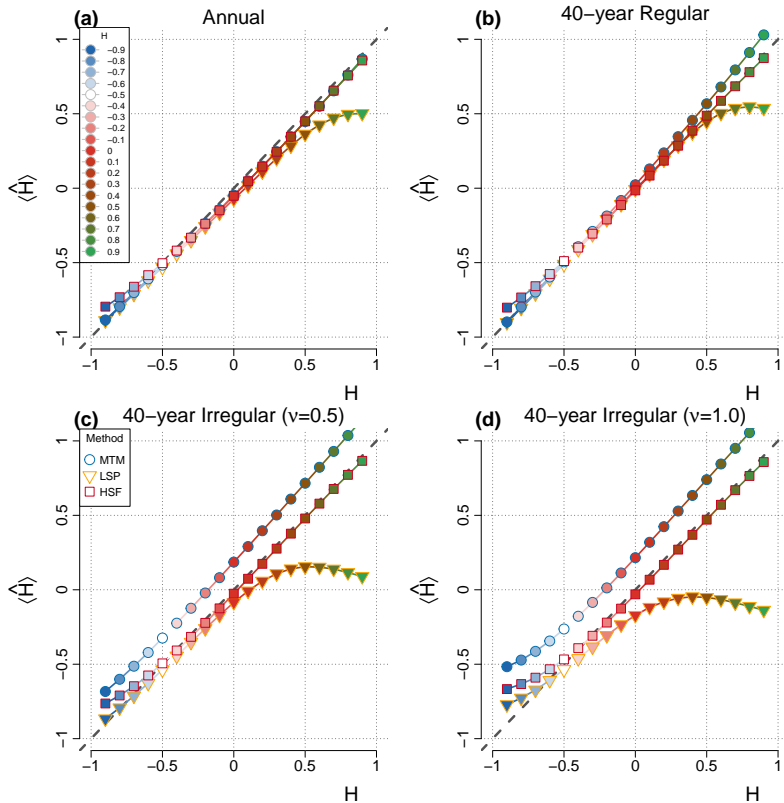 (a)
Annual
(b)
40−year Regular
H
−0.9
−0.8
−0.7
−0.6
−0.5
−0.4
−0.3
−0.2
−0.1
0
0.1
0.2
0.3
0.4
0.5
0.6
0.7
0.8
0.9
1
0.5
0
−0.5
−1
⟨Ĥ⟩
−1 −0.5 0 0.5 1
H
1
0.5
0
−0.5
−1
⟨Ĥ⟩
−1 −0.5 0 0.5 1
H
(c)
40−year Irregular (ν=0.5)
(d)
40−year Irregular (ν=1.0)
Method
MTM
LSP
HSF
1
0.5
0
−0.5
−1
⟨Ĥ⟩
−1 −0.5 0 0.5 1
H
1
0.5
0
−0.5
−1
⟨Ĥ⟩
−1 −0.5 0 0.5 1
H